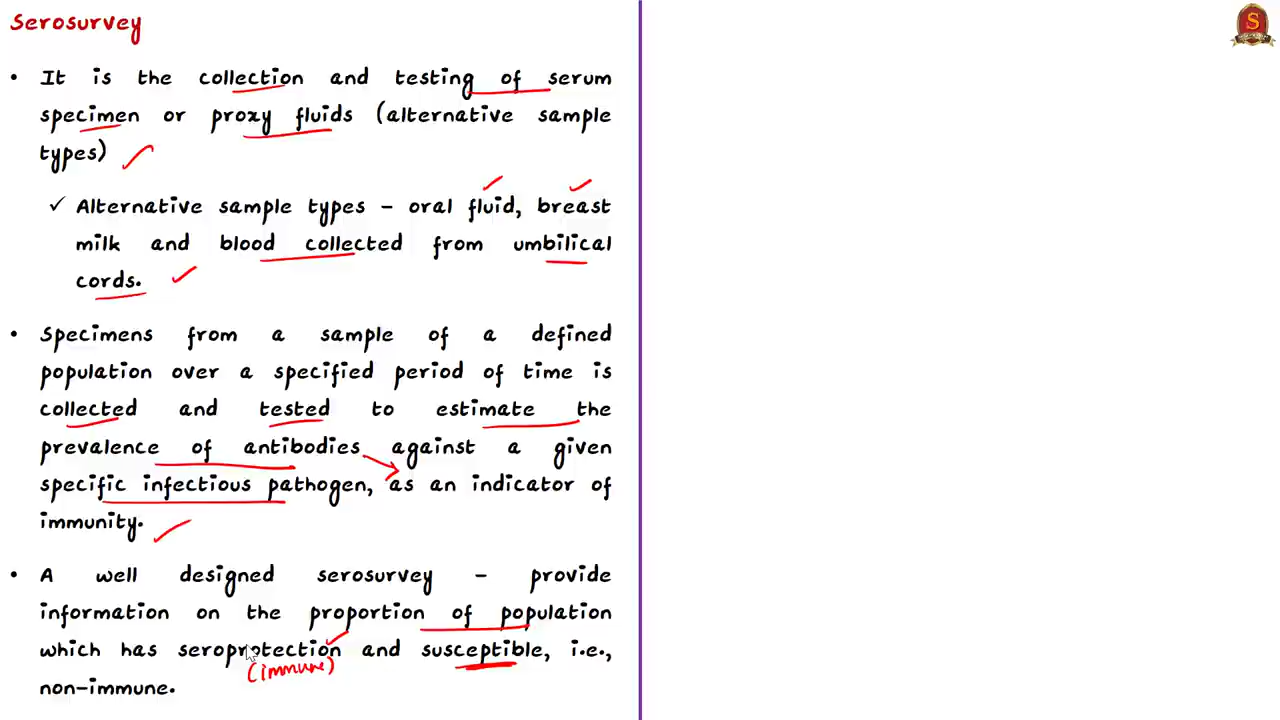 Serosurvey
• It is the collection and testing of serum
specimen or proxy fluids (alternative sample
types)
✓ Alternative sample types - oral fluid, breast
milk and blood collected from umbilical
cords.
• Specimens from a sample of a defined
population over a specified period of time is
collected and tested to estimate the
prevalence of antibodies against a given
specific infectious pathogen, as an indicator of
immunity.
• A well designed serosurvey - provide
information on the proportion of population
which has seroprotection and susceptible, i.e.,
(immune)
non-immune.
S